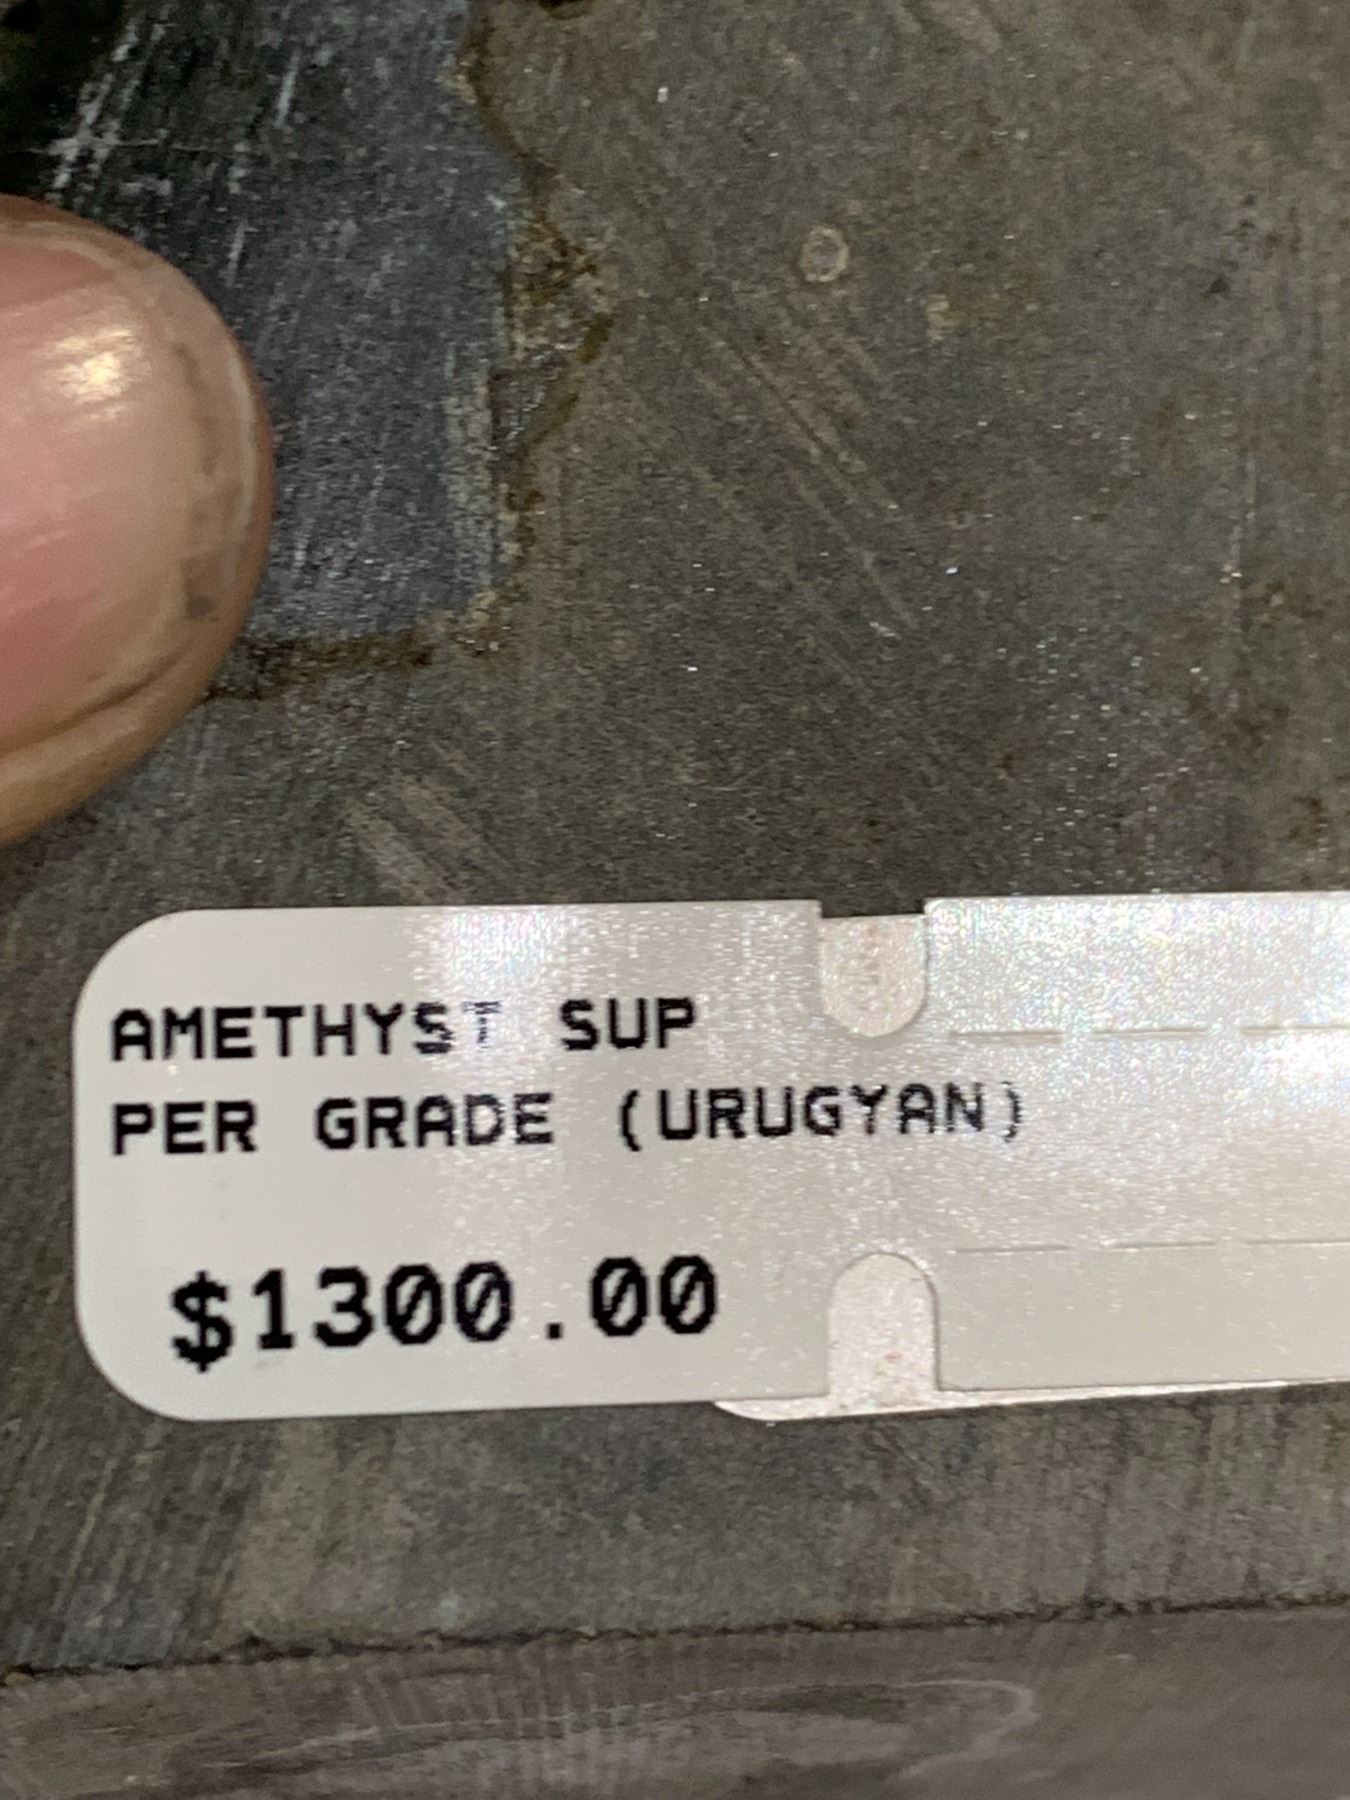 AMETHYST SUP
PER GRADE (URUGYAN)
$1300.00